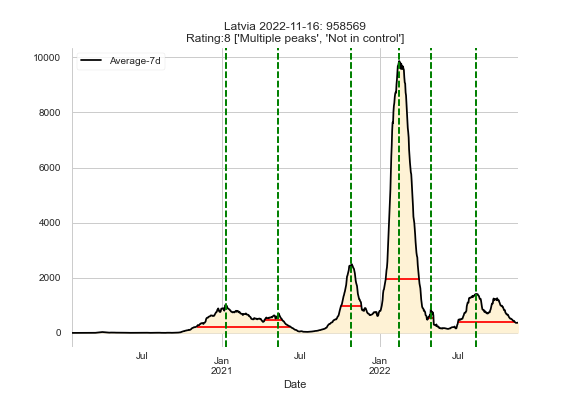 Latvia 2022-11-16: 958569
Rating:8 ['Multiple peaks', 'Not in control']
Average-7d
10000
8000
6000
4000
2000
0
Jul
Jan
2021
Jul
Jan
2022
Jul
Date